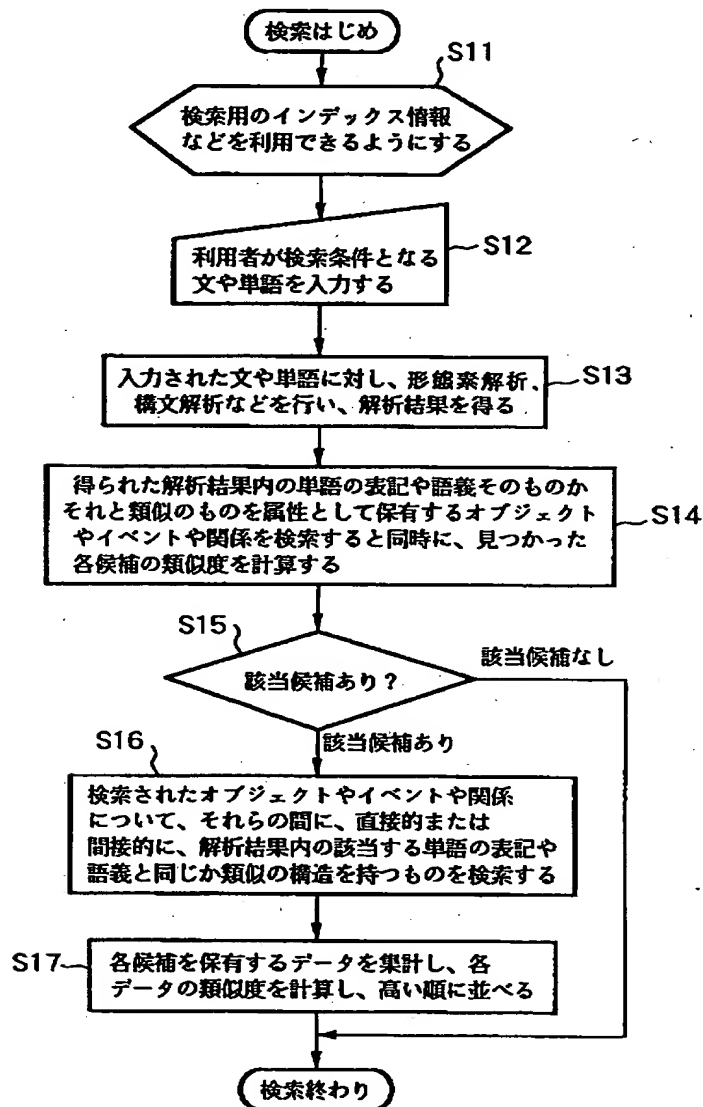 検索はじめ
S11
検索用のインデックス情報
などを利用できるようにする
S12
利用者が検索条件となる
文や単語を入力する
S13
入力された文や単語に対し、形態素解析、
構文解析などを行い、解析結果を得る
S14
得られた解析結果内の単語の表記や語義そのものか
それと類似のものを属性として保有するオブジェクト
やイベントや関係を検索すると同時に、見つかった
各候補の類似度を計算する
S15
該当候補あり?
該当候補なし
該当候補あり
S16
検索されたオブジェクトやイベントや関係
について、それらの間に、直接的または
間接的に、解析結果内の該当する単語の表記や
語義と同じか類似の構造を持つものを検索する
S17
各候補を保有するデータを集計し、各
データの類似度を計算し、高い順に並べる
検索終わり